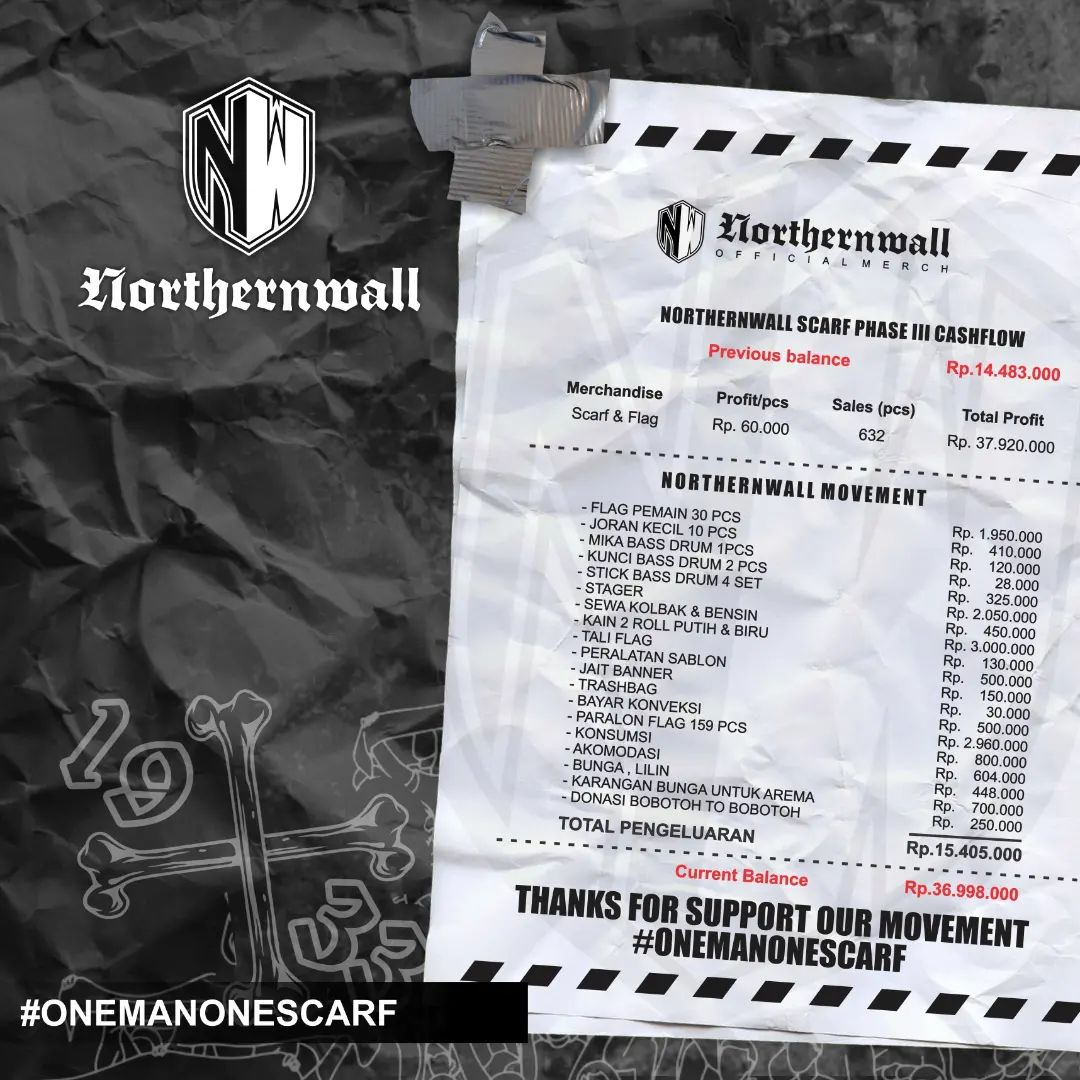 NW
Northernwall
NW
Northernwall
OFFICIALMERCH
NORTHERNWALL SCARF PHASE III CASHFLOW
Previous balance Rp.14.483.000
Merchandise Profit/pcs Sales (pcs) Total Profit
Scarf & Flag Rp. 60.000 632 Rp. 37.920.000
NORTHERNWALL MOVEMENT
- FLAG PEMAIN 30 PCS Rp. 1.950.000
- JORAN KECIL 10 PCS Rp. 410.000
- MIKA BASS DRUM 1PCS Rp. 120.000
- KUNCI BASS DRUM 2 PCS Rp. 28.000
- STICK BASS DRUM 4 SET Rp. 325.000
- STAGER Rp. 2.050.000
- SEWA KOLBAK & BENSIN Rp. 450.000
- KAIN 2 ROLL PUTIH & BIRU Rp. 3.000.000
- TALI FLAG Rp. 130.000
- PERALATAN SABLON Rp. 500.000
- JAIT BANNER Rp. 150.000
- TRASHBAG Rp. 30.000
- BAYAR KONVEKSI Rp. 500.000
- PARALON FLAG 159 PCS Rp. 2.960.000
- KONSUMSI Rp. 800.000
- AKOMODASI Rp. 604.000
- BUNGA , LILIN Rp. 448.000
- KARANGAN BUNGA UNTUK AREMA Rp. 700.000
- DONASI BOBOTOH TO BOBOTOH Rp. 250.000
TOTAL PENGELUARAN Rp.15.405.000
Current Balance Rp.36.998.000
THANKS FOR SUPPORT OUR MOVEMENT
#ONEMANONESCARF
19
33
#ONEMANONESCARF